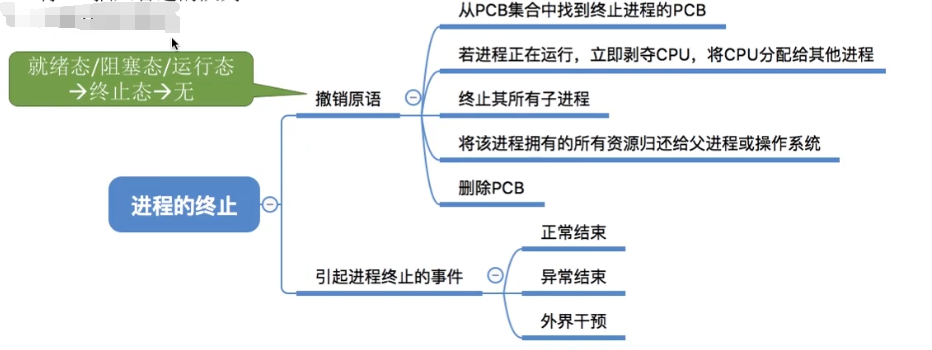 从PCB集合中找到终止进程的PCB
若进程正在运行，立即剥夺CPU，将CPU分配给其他进程
就绪态/阻塞态/运行态
→终止态→无
撤销原语
终止其所有子进程
将该进程拥有的所有资源归还给父进程或操作系统
删除PCB
进程的终止
正常结束
引起进程终止的事件
异常结束
外界干预